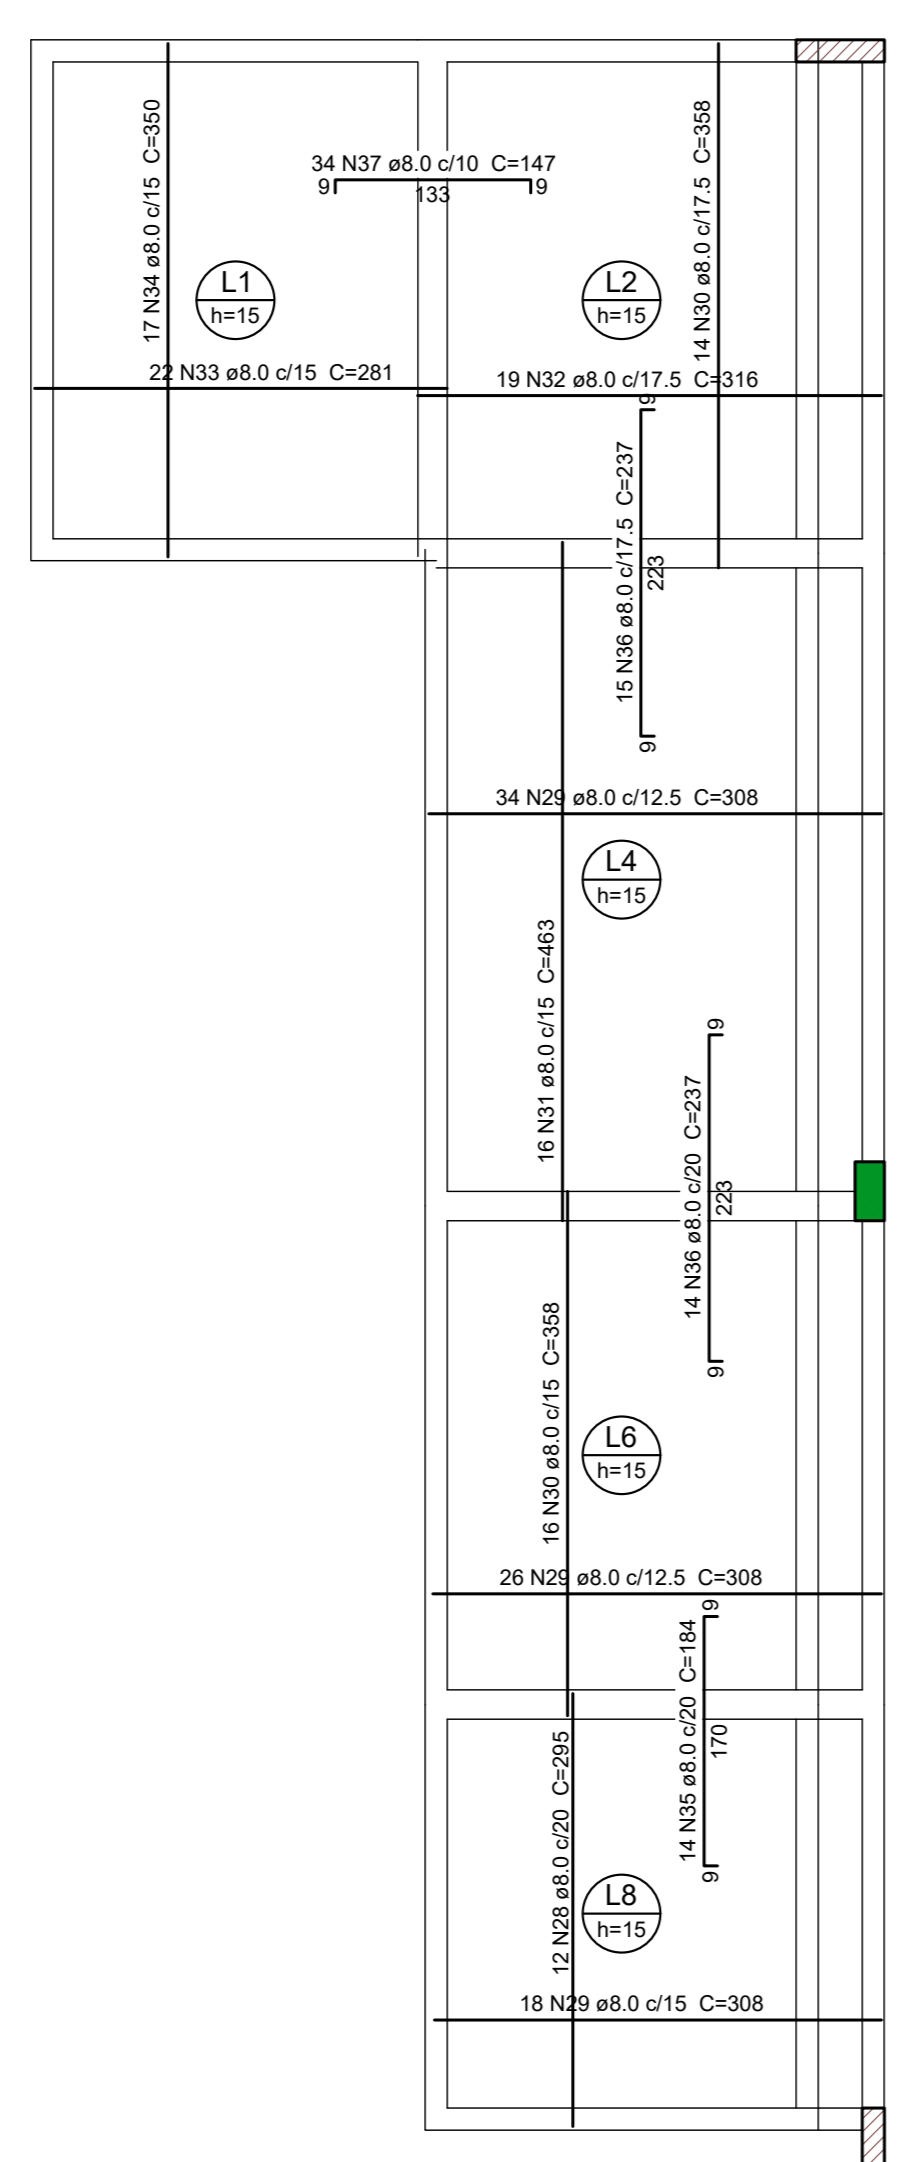 17 N34 ø8.0 c/15 C=350
34 N37 ø8.0 c/10 C=147
9
133
9
14 N30 ø8.0 c/17.5 C=358
L1
h=15
L2
h=15
22 N33 ø8.0 c/15 C=281
19 N32 ø8.0 c/17.5 C=316
9
15 N36 ø8.0 c/17.5 C=237
223
9
34 N29 ø8.0 c/12.5 C=308
L4
h=15
16 N31 ø8.0 c/15 C=463
9
14 N36 ø8.0 c/20 C=237
223
9
16 N30 ø8.0 c/15 C=358
L6
h=15
26 N29 ø8.0 c/12.5 C=308
9
14 N35 ø8.0 c/20 C=184
170
9
12 N28 ø8.0 c/20 C=295
L8
h=15
18 N29 ø8.0 c/15 C=308